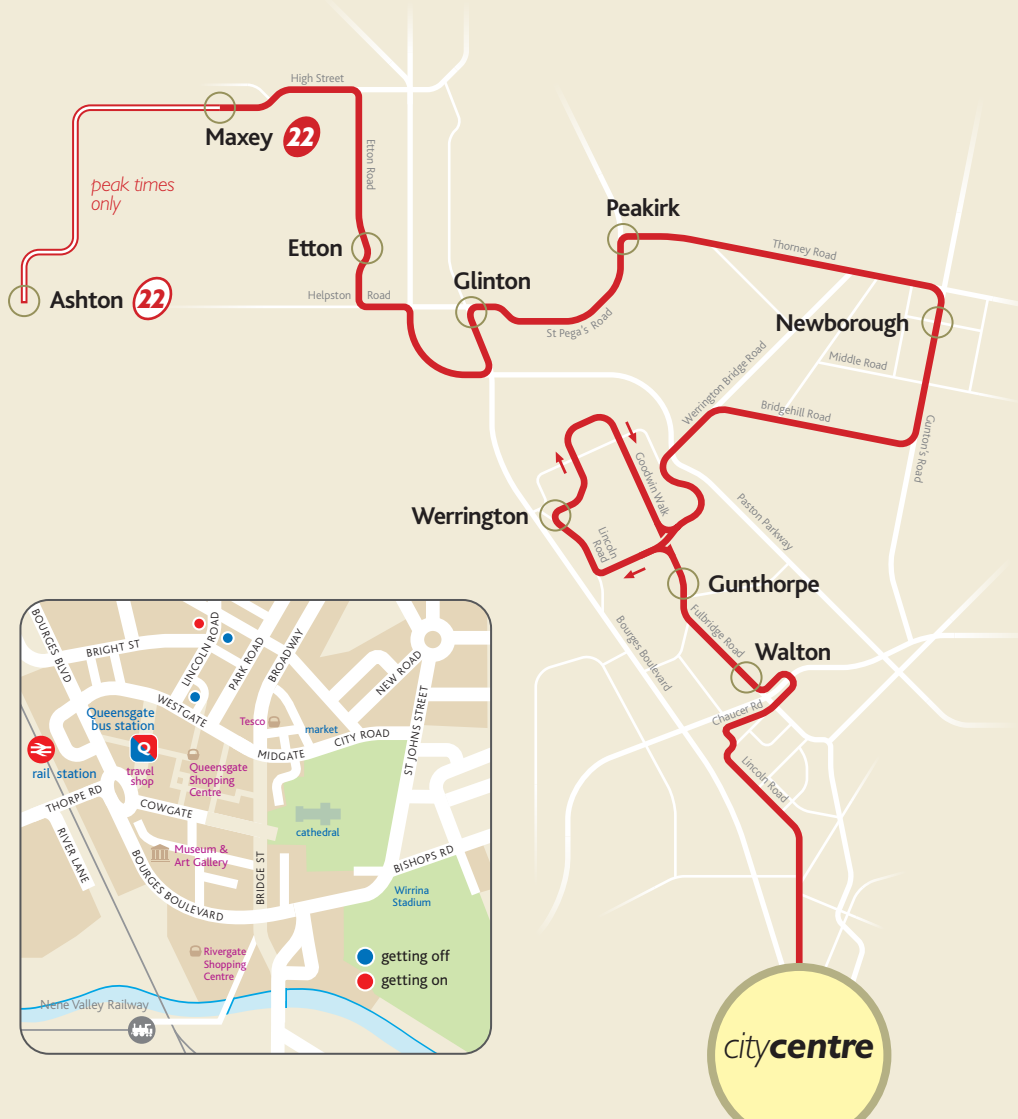 High Street
Maxey 22
Etton Road
peak times
only
Peakirk
Etton
Thorney Road
Glinton
Ashton 22
Helpston Road
St Pega's Road
Newborough
Middle Road
Werrington Bridge Road
Bridgehill Road
Gunton's Road
Goodwin Walk
Werrington
Paston Parkway
Lincoln
Road
Gunthorpe
Fulbridge Road
Bourges Boulevard
Walton
Chaucer Rd
Lincoln Road
citycentre
BOURGES BLVD
BRIGHT ST
LINCOLN ROAD
PARK ROAD
BROADWAY
NEW ROAD
WESTGATE
Queensgate
bus station
Tesco
market
CITY ROAD
ST JOHNS STREET
MIDGATE
Q
rail station
travel
shop
Queensgate
Shopping
Centre
THORPE RD
COWGATE
cathedral
RIVER LANE
Museum &
Art Gallery
BISHOPS RD
BOURGES BOULEVARD
BRIDGE ST
Wirrina
Stadium
Rivergate
Shopping
Centre
getting off
getting on
Nene Valley Railway